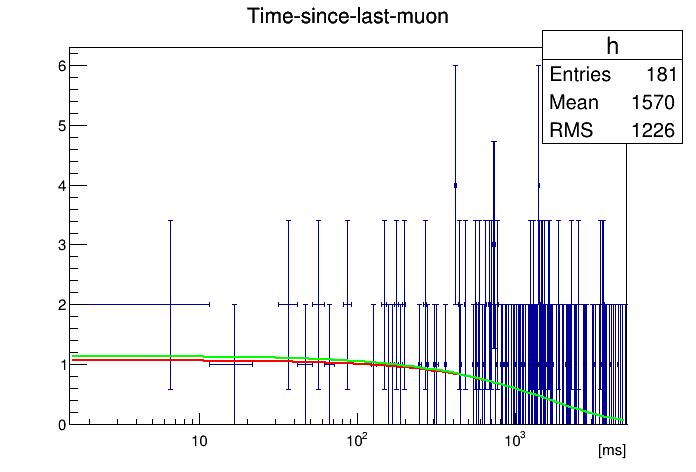 Time-since-last-muon
h
Entries 181
Mean 1570
RMS 1226
6
5
4
3
2
1
0
10 10² 10³
[ms]